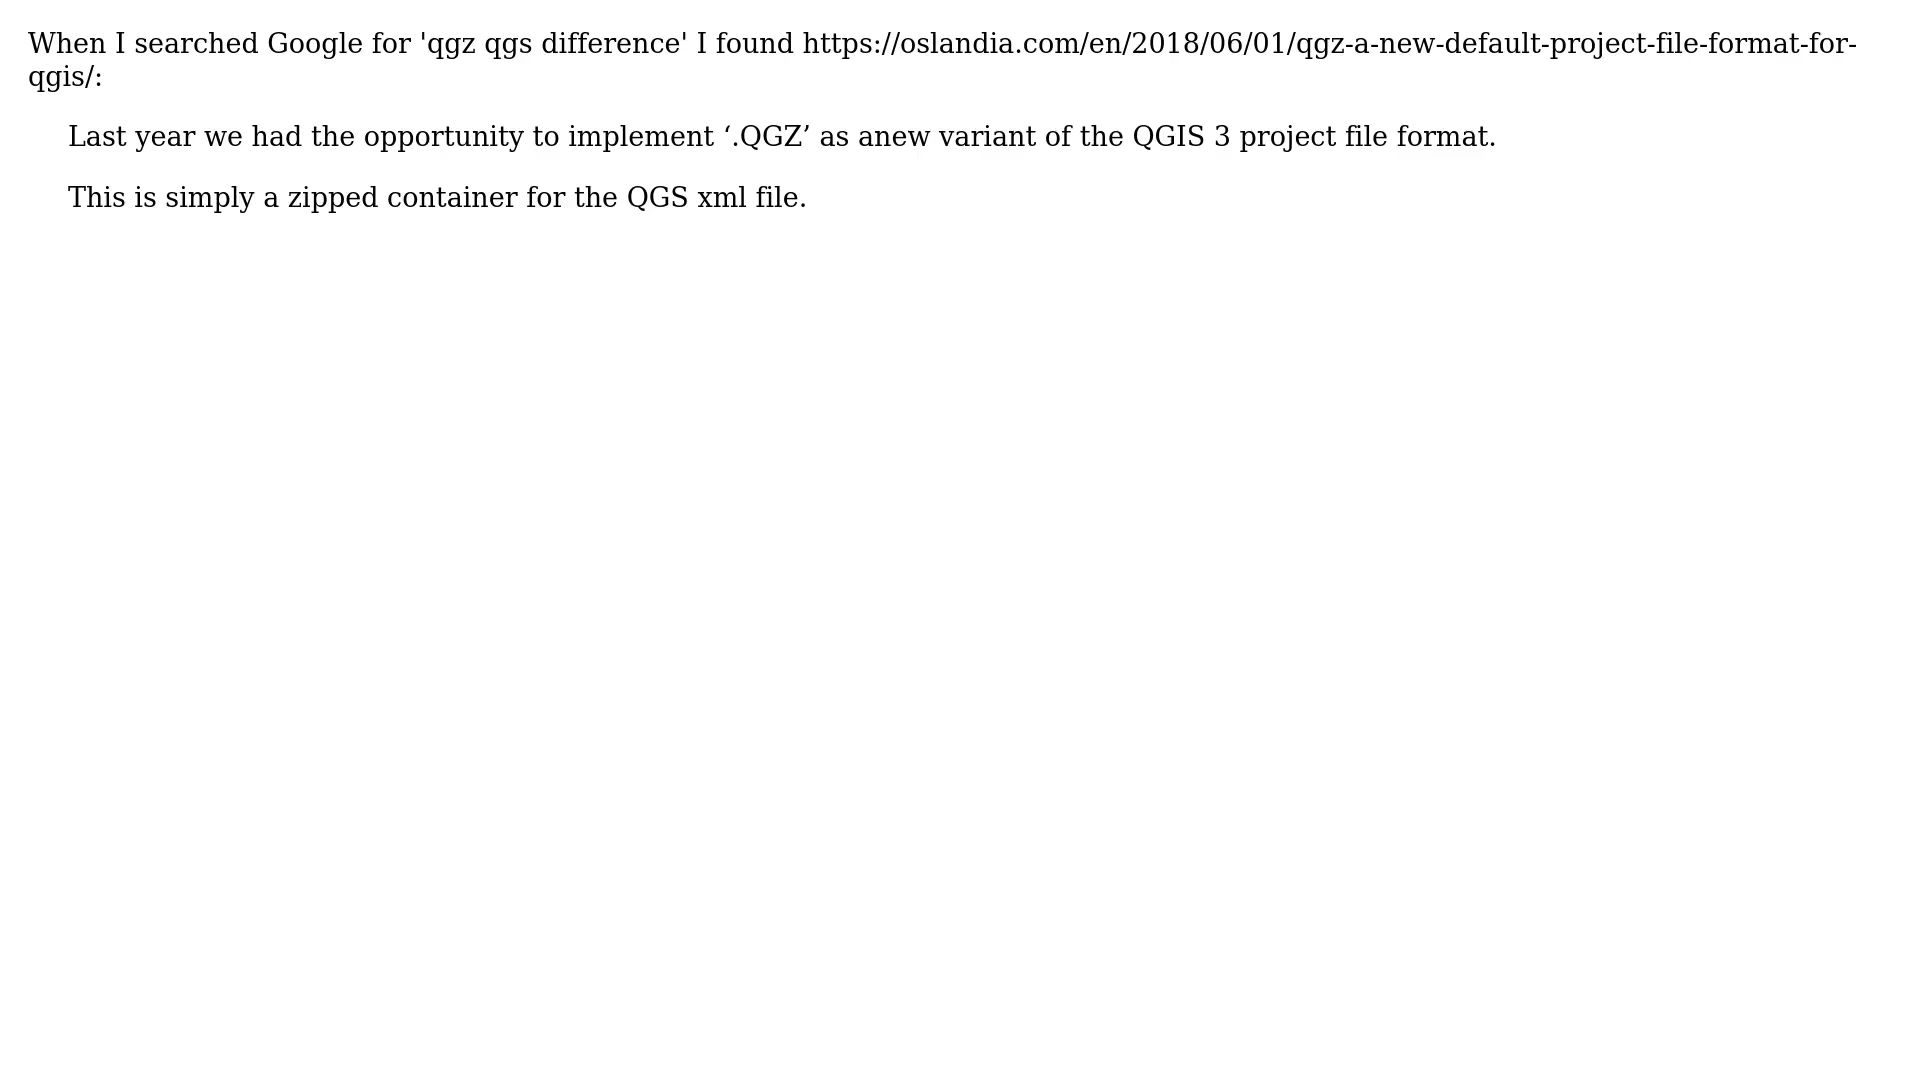 When I searched Google for 'qgz qgs difference' I found https://oslandia.com/en/2018/06/01/qgz-a-new-default-project-file-format-for-
qgis/:
Last year we had the opportunity to implement ‘.QGZ’ as anew variant of the QGIS 3 project file format.
This is simply a zipped container for the QGS xml file.